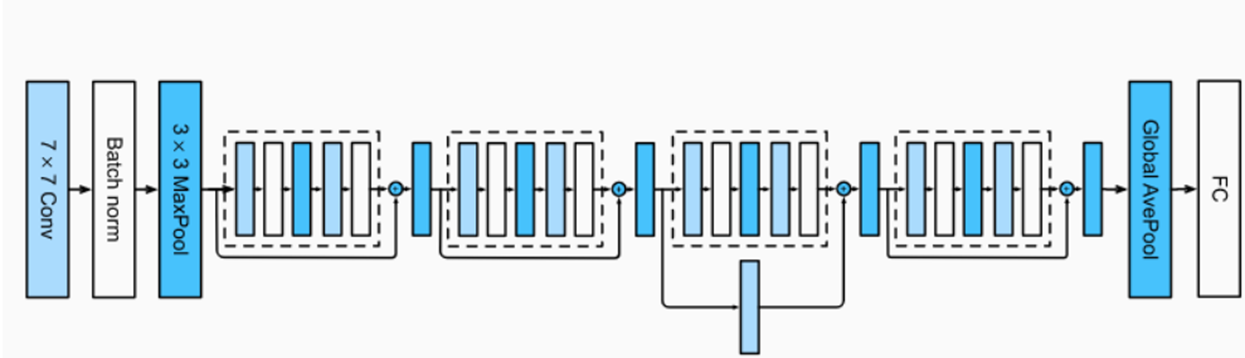 7 × 7 Conv
Batch norm
3 × 3 MaxPool
Global AvePool
FC